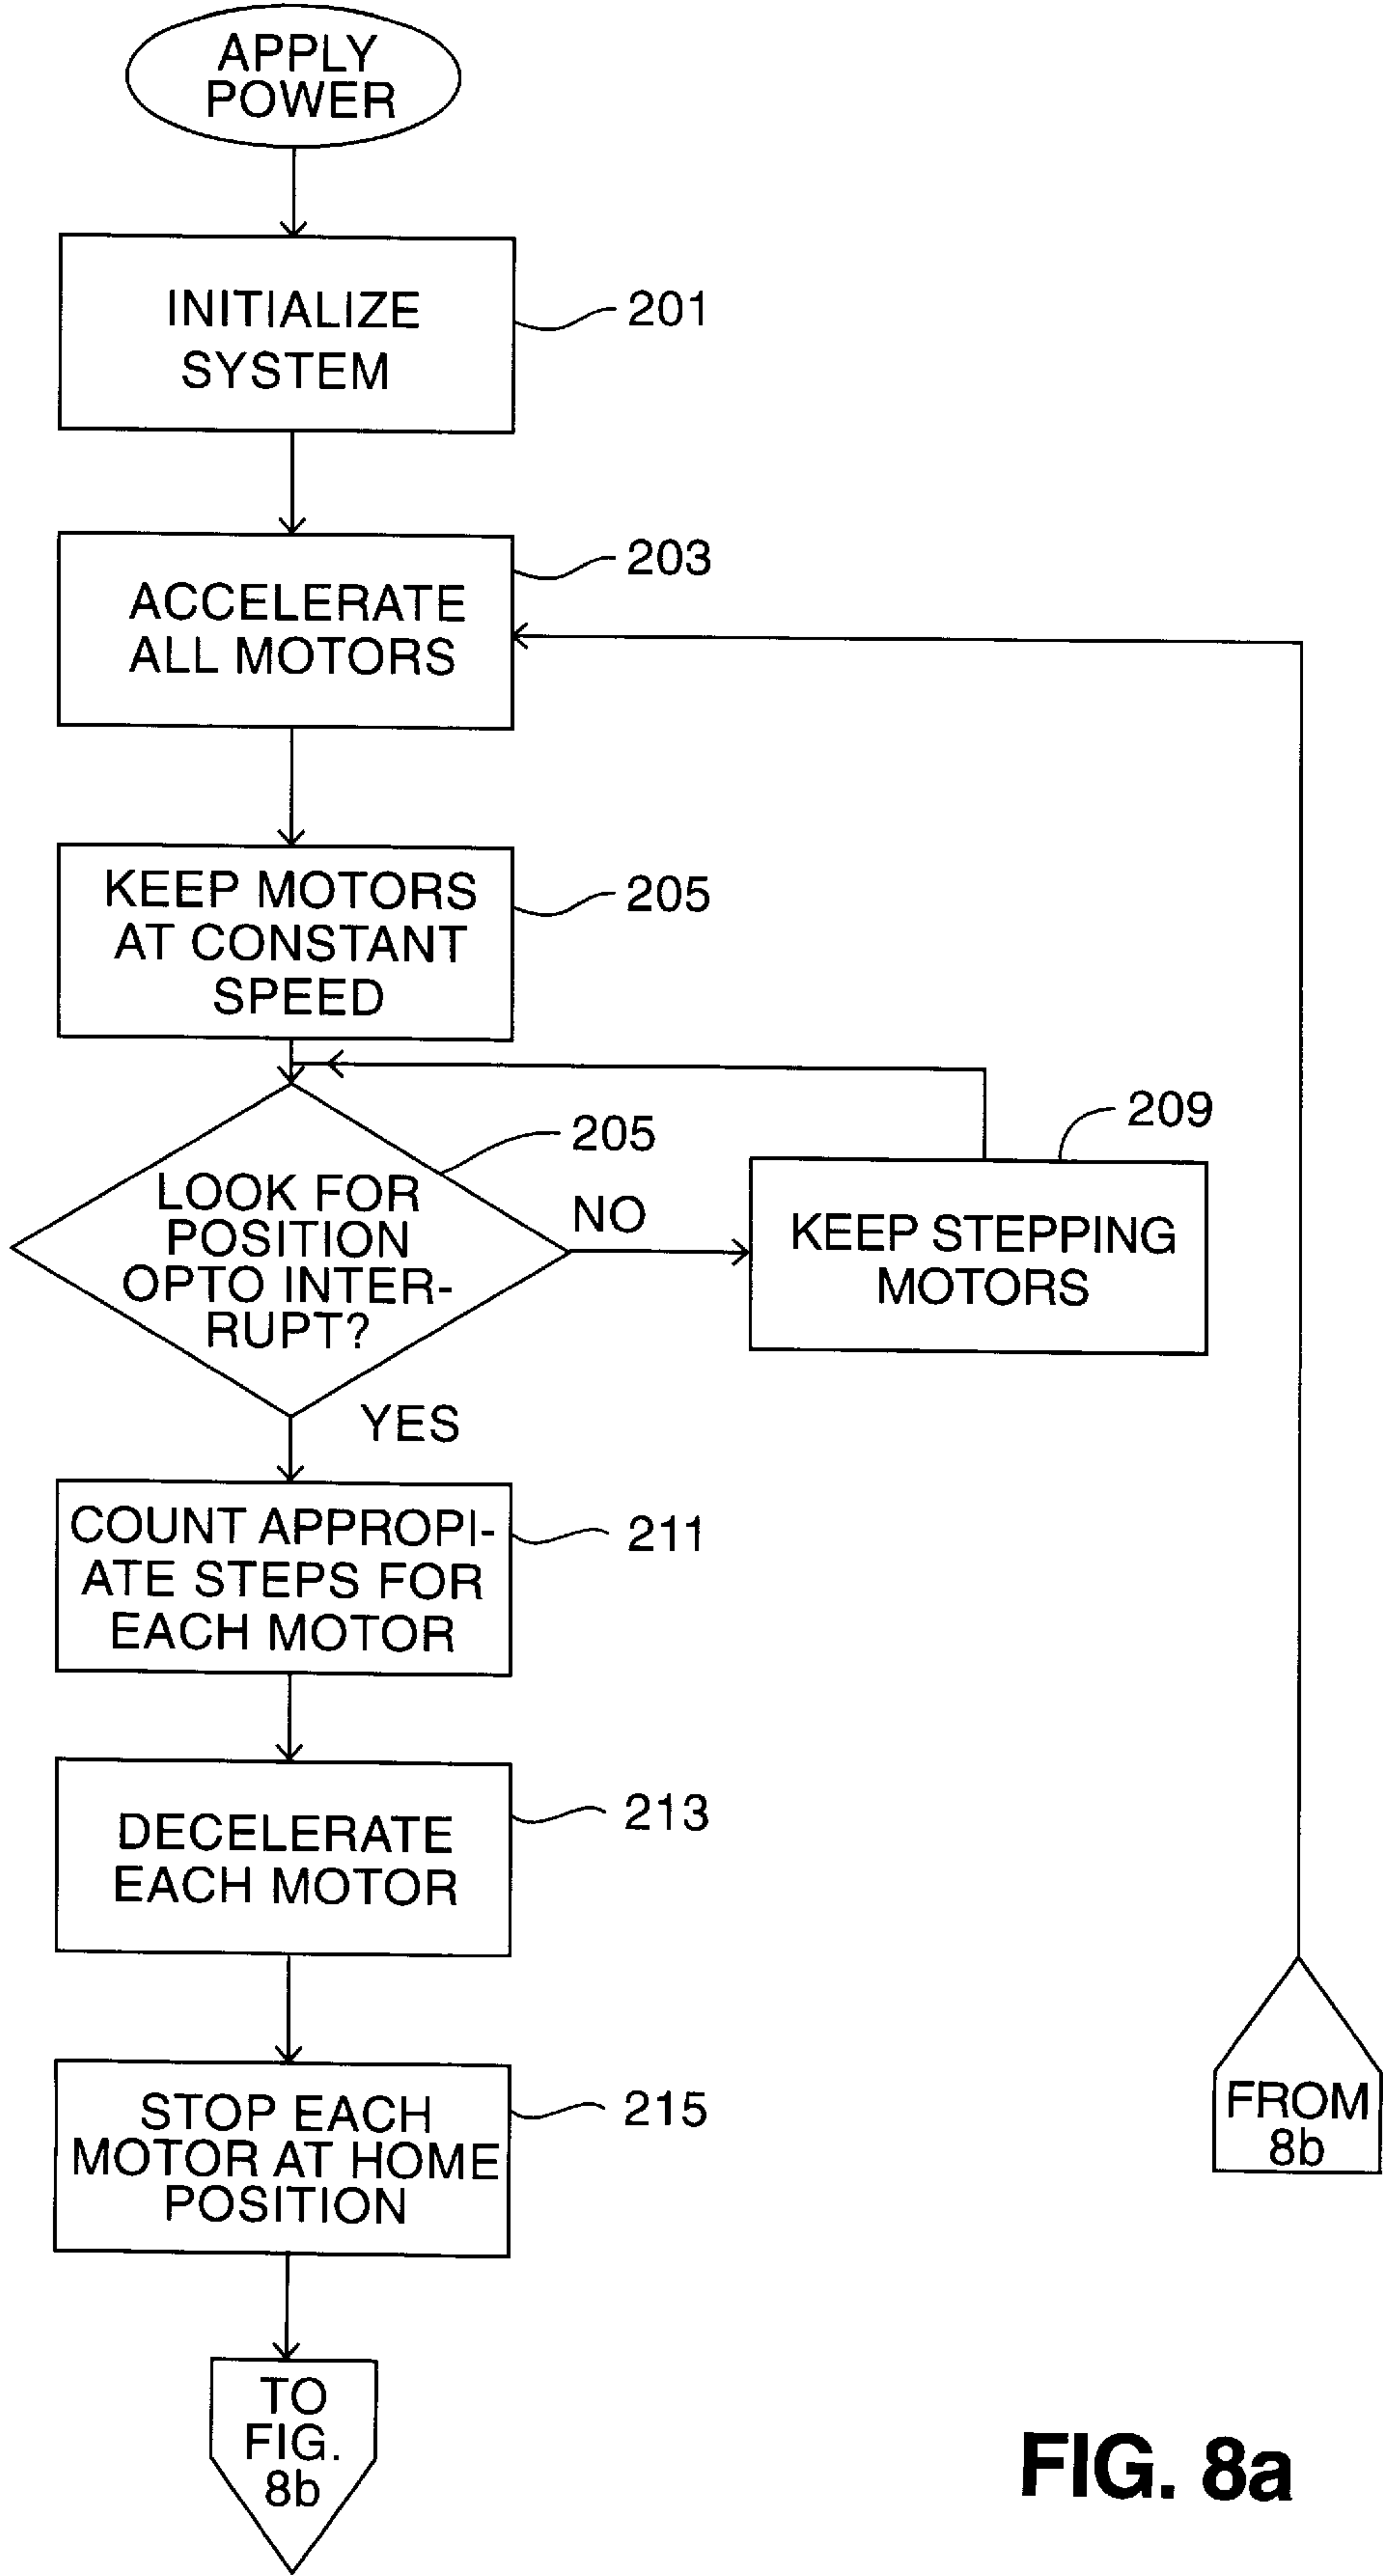 APPLY
POWER
INITIALIZE
SYSTEM
201
ACCELERATE
ALL MOTORS
203
KEEP MOTORS
AT CONSTANT
SPEED
205
LOOK FOR
POSITION
OPTO INTER-
RUPT?
205
NO
KEEP STEPPING
MOTORS
209
YES
COUNT APPROPI-
ATE STEPS FOR
EACH MOTOR
211
DECELERATE
EACH MOTOR
213
STOP EACH
MOTOR AT HOME
POSITION
215
FROM
8b
TO
FIG.
8b
FIG. 8a